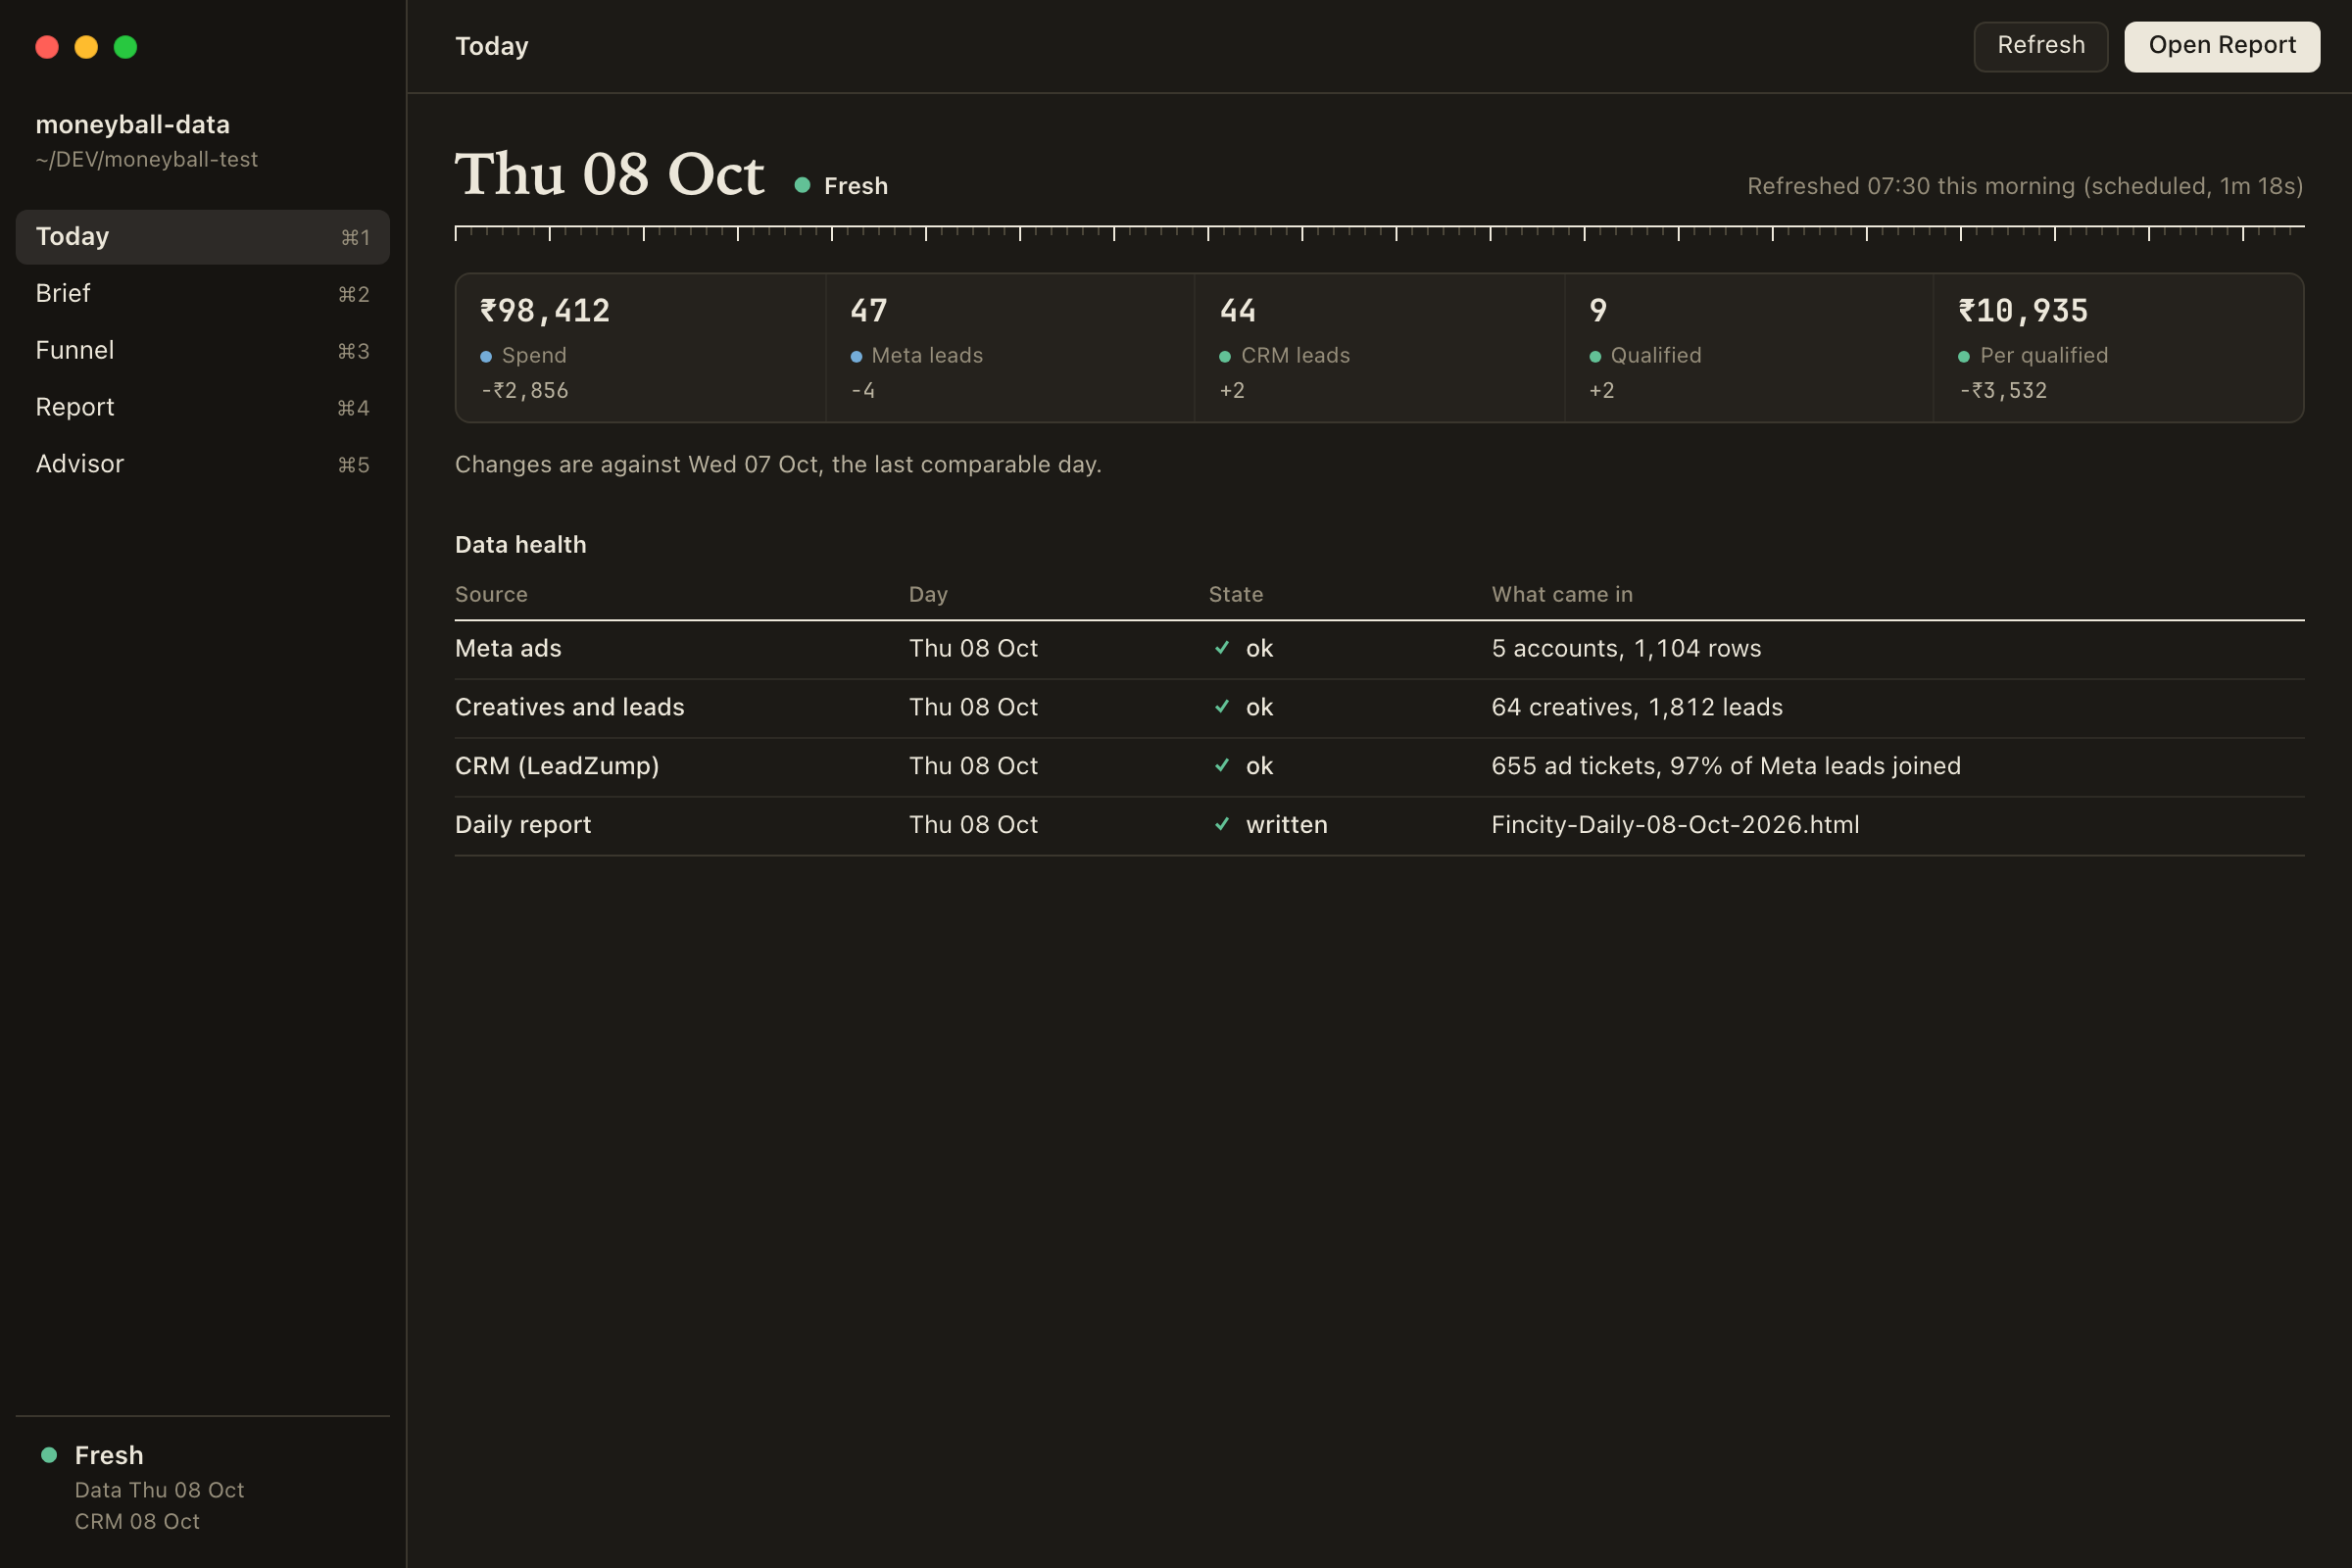 Today
Refresh
Open Report
moneyball-data
~/DEV/moneyball-test
Today ⌘1
Brief ⌘2
Funnel ⌘3
Report ⌘4
Advisor ⌘5
Thu 08 Oct
Fresh
Refreshed 07:30 this morning (scheduled, 1m 18s)
₹98,412
Spend
-₹2,856
47
Meta leads
-4
44
CRM leads
+2
9
Qualified
+2
₹10,935
Per qualified
-₹3,532
Changes are against Wed 07 Oct, the last comparable day.
Data health
Source Day State What came in
Meta ads Thu 08 Oct ✓ ok 5 accounts, 1,104 rows
Creatives and leads Thu 08 Oct ✓ ok 64 creatives, 1,812 leads
CRM (LeadZump) Thu 08 Oct ✓ ok 655 ad tickets, 97% of Meta leads joined
Daily report Thu 08 Oct ✓ written Fincity-Daily-08-Oct-2026.html
Fresh
Data Thu 08 Oct
CRM 08 Oct